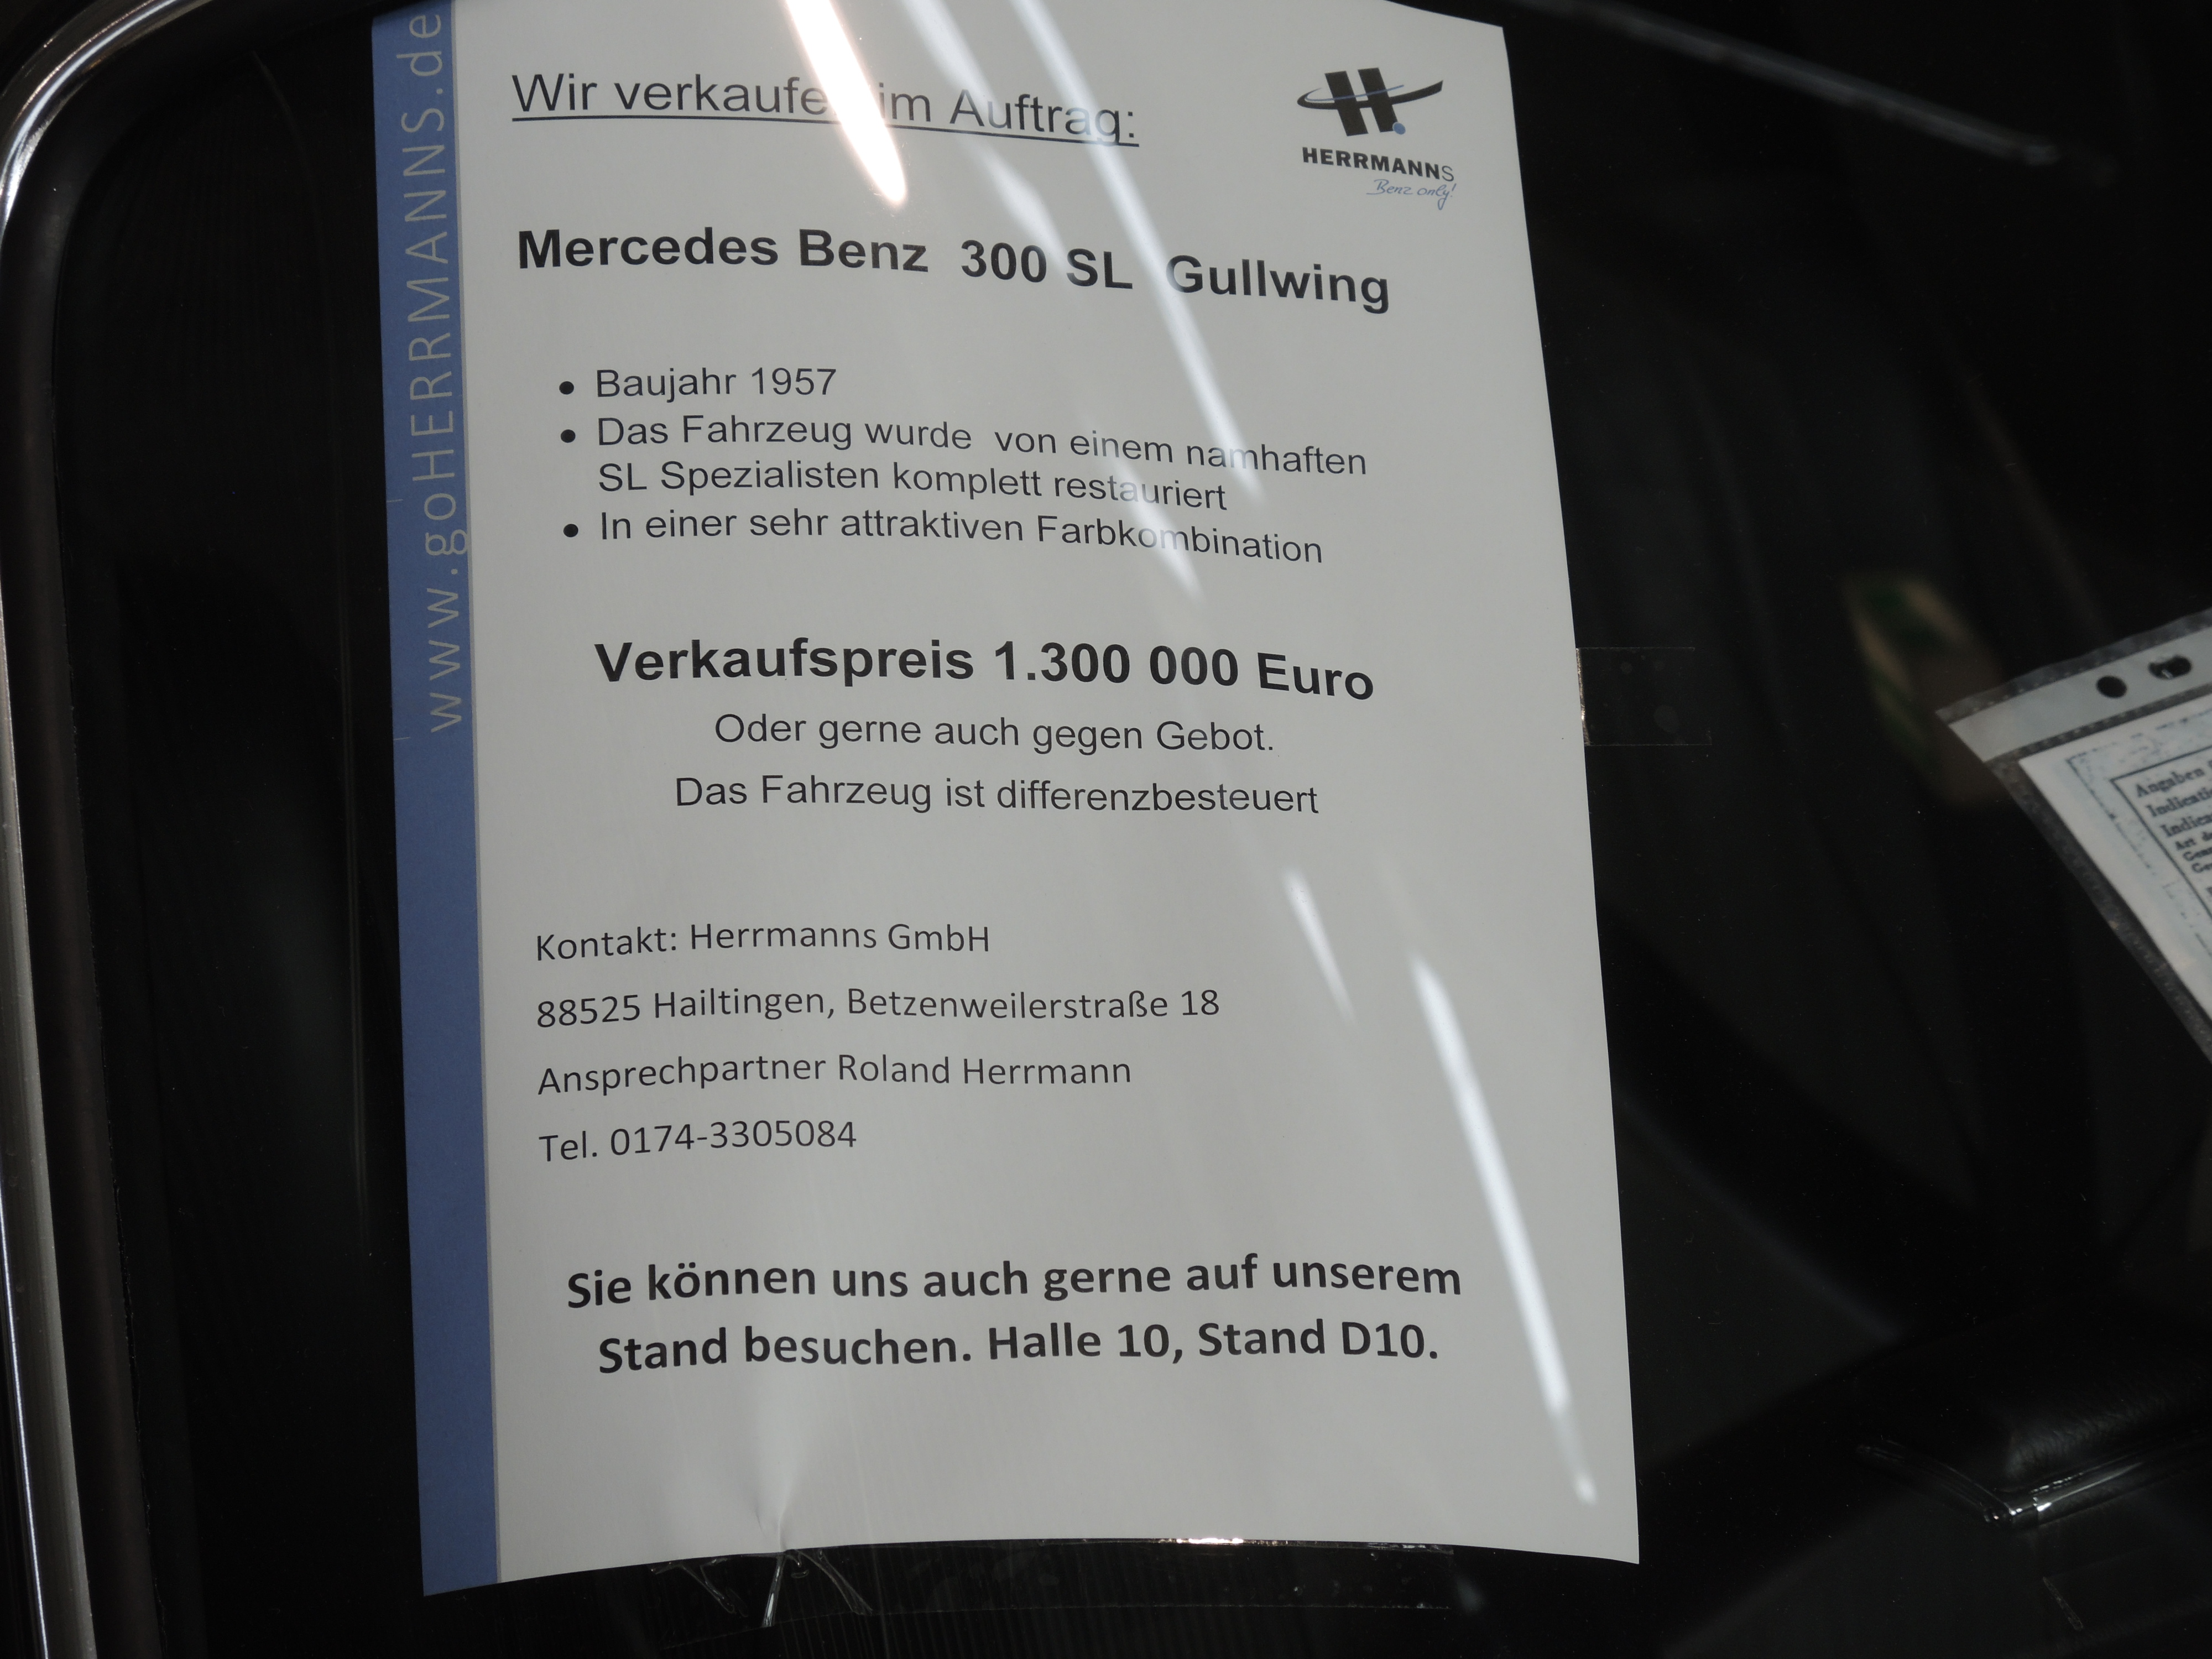 www.goHERRMANNS.de
Wir verkaufen im Auftrag:
H.
HERRMANNS
Benz only!
Mercedes Benz 300 SL Gullwing
• Baujahr 1957
• Das Fahrzeug wurde von einem namhaften
SL Spezialisten komplett restauriert
• In einer sehr attraktiven Farbkombination
Verkaufspreis 1.300 000 Euro
Oder gerne auch gegen Gebot.
Das Fahrzeug ist differenzbesteuert
Kontakt: Herrmanns GmbH
88525 Hailtingen, Betzenweilerstraße 18
Ansprechpartner Roland Herrmann
Tel. 0174-3305084
Sie können uns auch gerne auf unserem
Stand besuchen. Halle 10, Stand D10.
Angaben
Art